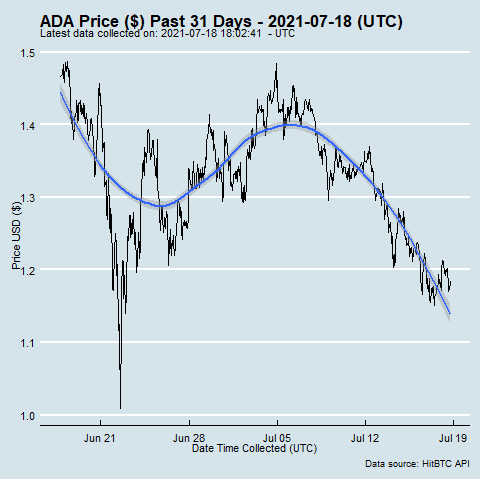 ADA Price ($) Past 31 Days - 2021-07-18 (UTC)
Latest data collected on: 2021-07-18 18:02:41 - UTC
1.5
1.4
1.3
1.2
1.1
1.0
Price USD ($)
Jun 21 Jun 28 Jul 05 Jul 12 Jul 19
Date Time Collected (UTC)
Data source: HitBTC API